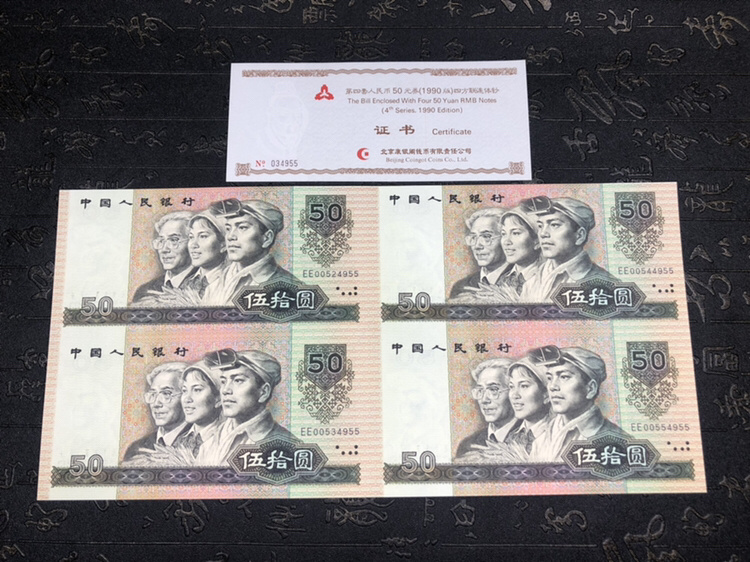 第四套人民币50元券(1990版)四方联连体钞
The Bill Enclosed With Four 50 Yuan RMB Notes
(4th Series, 1990 Edition)
证书 Certificate
北京康银阁钱币有限责任公司
Beijing Coongot Coins Co., Ltd.
№ 034955
中国人民银行
50
EE00524955
50
伍拾圆
中国人民银行
50
EE00544955
50
伍拾圆
中国人民银行
50
EE00534955
50
伍拾圆
中国人民银行
50
EE00554955
50
伍拾圆